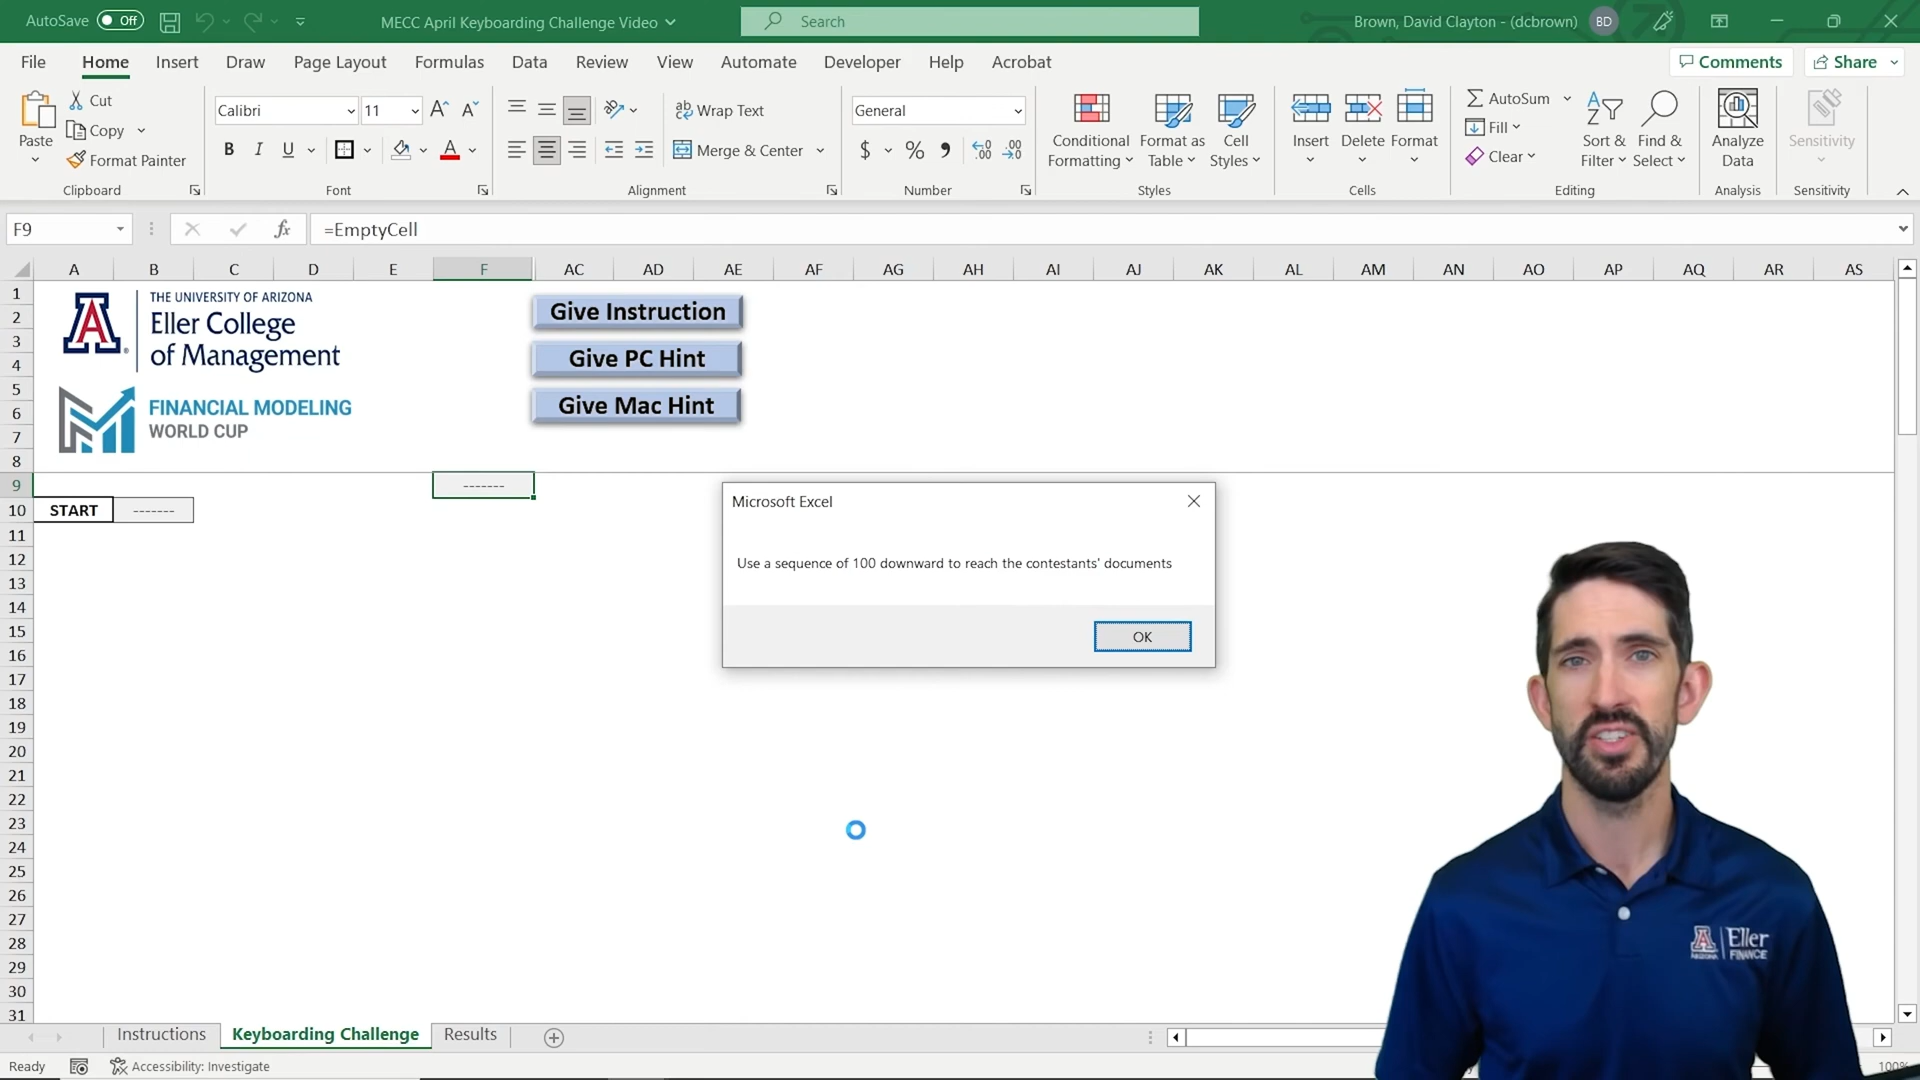 AutoSave Off MECC April Keyboarding Challenge Video Search Brown, David Clayton - (dcbrown) BD
File Home Insert Draw Page Layout Formulas Data Review View Automate Developer Help Acrobat Comments Share
Paste Cut Copy Format Painter Clipboard
Calibri 11 B I U A Font
Wrap Text Merge & Center Alignment
General $ % Number
Conditional Formatting Format as Table Cell Styles Styles
Insert Delete Format Cells
AutoSum Fill Clear Sort & Filter Find & Select Editing
Analyze Data Analysis
Sensitivity Sensitivity
F9 fx =EmptyCell
A B C D E F AC AD AE AF AG AH AI AJ AK AL AM AN AO AP AQ AR AS
1
2
3
4
5
6
7
8
9
10
11
12
13
14
15
16
17
18
19
20
21
22
23
24
25
26
27
28
29
30
31
A THE UNIVERSITY OF ARIZONA
Eller College
of Management
FINANCIAL MODELING
WORLD CUP
Give Instruction
Give PC Hint
Give Mac Hint
-------
START -------
Microsoft Excel
Use a sequence of 100 downward to reach the contestants' documents
OK
A Eller
ARIZONA FINANCE
Instructions Keyboarding Challenge Results
Ready Accessibility: Investigate 100%